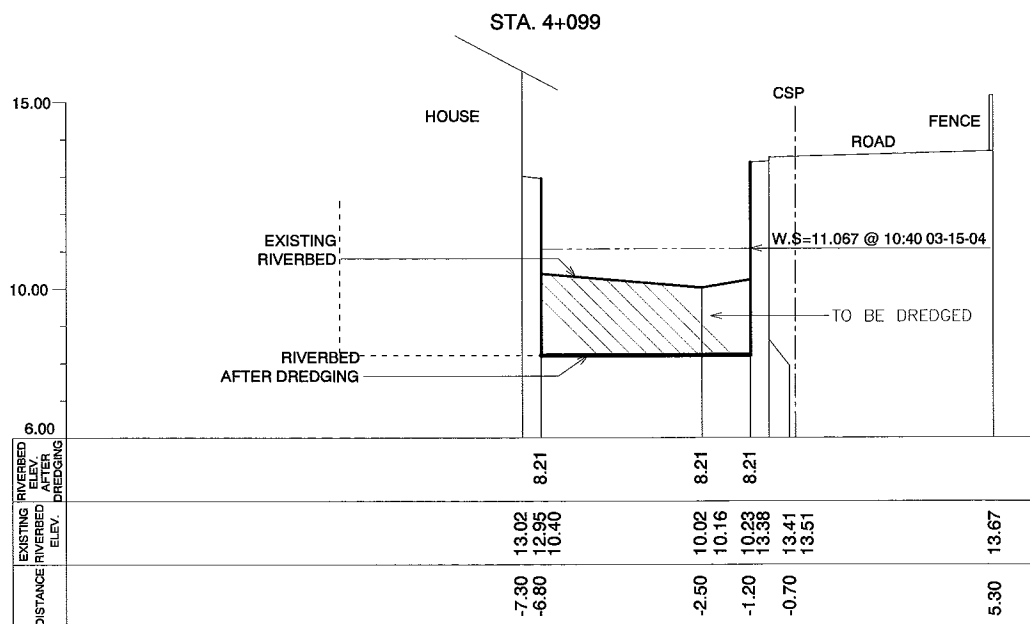 STA. 4+099
15.00
HOUSE
CSP
FENCE
ROAD
EXISTING
RIVERBED
W.S=11.067 @ 10:40 03-15-04
10.00
TO BE DREDGED
RIVERBED
AFTER DREDGING
6.00
RIVERBED
ELEV.
AFTER
DREDGING
8.21
8.21
8.21
EXISTING
RIVERBED
ELEV.
13.02
12.95
10.40
10.02
10.16
10.23
13.38
13.41
13.51
13.67
DISTANCE
-7.30
-6.80
-2.50
-1.20
-0.70
5.30